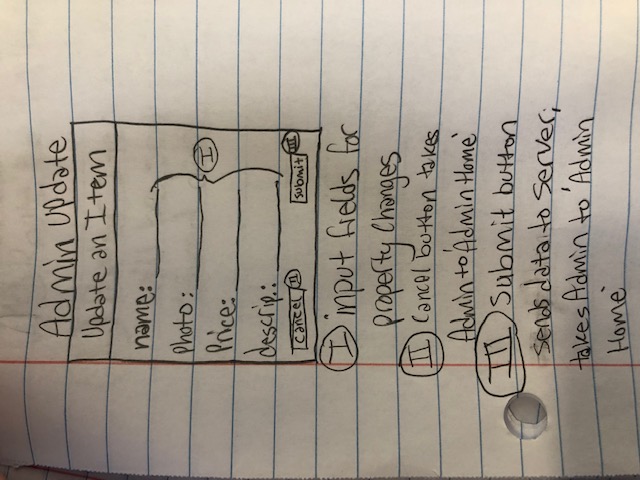 Admin Update
Update an Item
name:
Photo:
Price:
descrip.:
I
cancel II
submit III
I input fields for
property Changes
II Cancel button takes
Admin to 'Admin Home'
III Submit button
sends data to server;
takes Admin to 'Admin
Home'